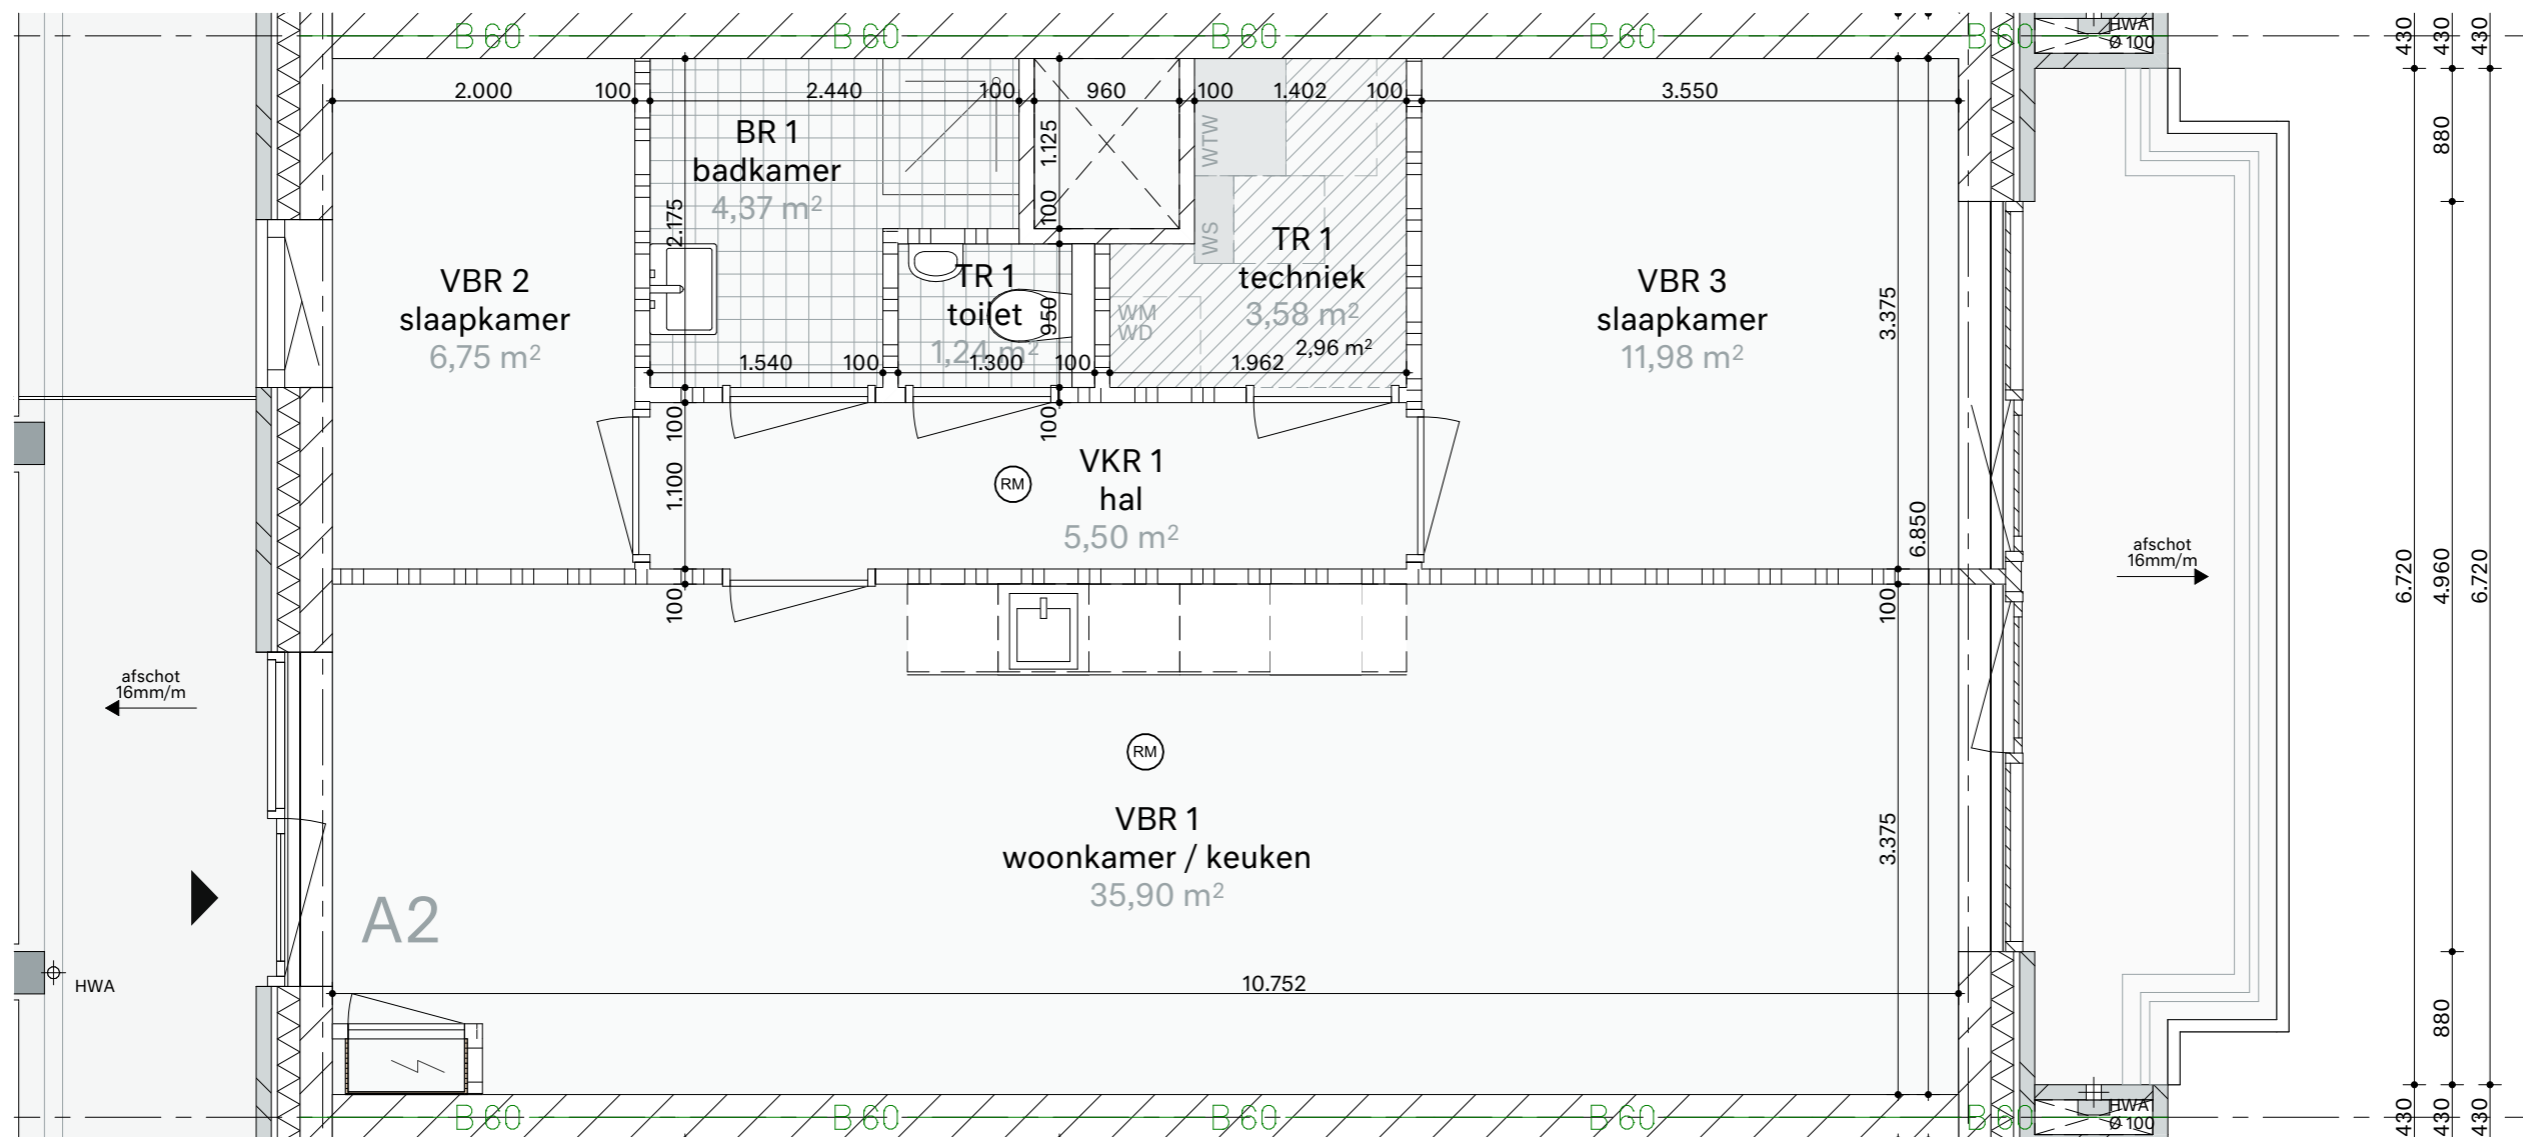 B 60 B 60 B 60 B 60 B 60
HWA
Ø 100
430 430 430
2.000 100 2.440 100 960 100 1.402 100 3.550
BR 1
badkamer
4,37 m²
2.175
1.125
100
WTW
WS
880
VBR 2
slaapkamer
6,75 m²
TR 1
toilet
1,24 m²
950
TR 1
techniek
3,58 m²
2,96 m²
WM
WD
VBR 3
slaapkamer
11,98 m²
3.375
1.540 100 1.300 100 1.962
100 100
1.100
RM
VKR 1
hal
5,50 m²
6.850
afschot
16mm/m
6.720 4.960 6.720
100 100
afschot
16mm/m
RM
VBR 1
woonkamer / keuken
35,90 m²
3.375
A2
HWA
10.752
880
B 60 B 60 B 60 B 60 B 60
HWA
Ø 100
430 430 430